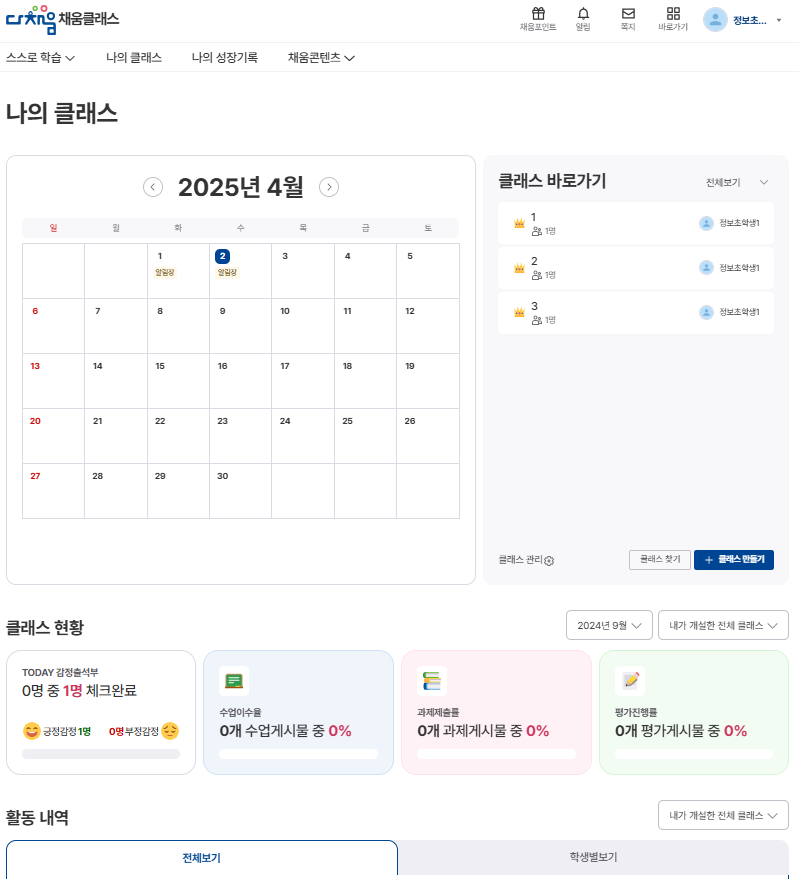 다채움 채움클래스
채움포인트
알림
쪽지
바로가기
정보초...
스스로 학습
나의 클래스
나의 성장기록
채움콘텐츠
나의 클래스
2025년 4월
일 월 화 수 목 금 토
1 2 3 4 5
알림장 알림장
6 7 8 9 10 11 12
13 14 15 16 17 18 19
20 21 22 23 24 25 26
27 28 29 30
클래스 바로가기
전체보기
1
1명
정보초학생1
2
1명
정보초학생1
3
1명
정보초학생1
클래스 관리
클래스 찾기
+ 클래스 만들기
클래스 현황
2024년 9월
내가 개설한 전체 클래스
TODAY 감정출석부
0명 중 1명 체크완료
긍정감정 1명
0명 부정감정
수업이수율
0개 수업게시물 중 0%
과제제출률
0개 과제게시물 중 0%
평가진행률
0개 평가게시물 중 0%
활동 내역
내가 개설한 전체 클래스
전체보기
학생별보기